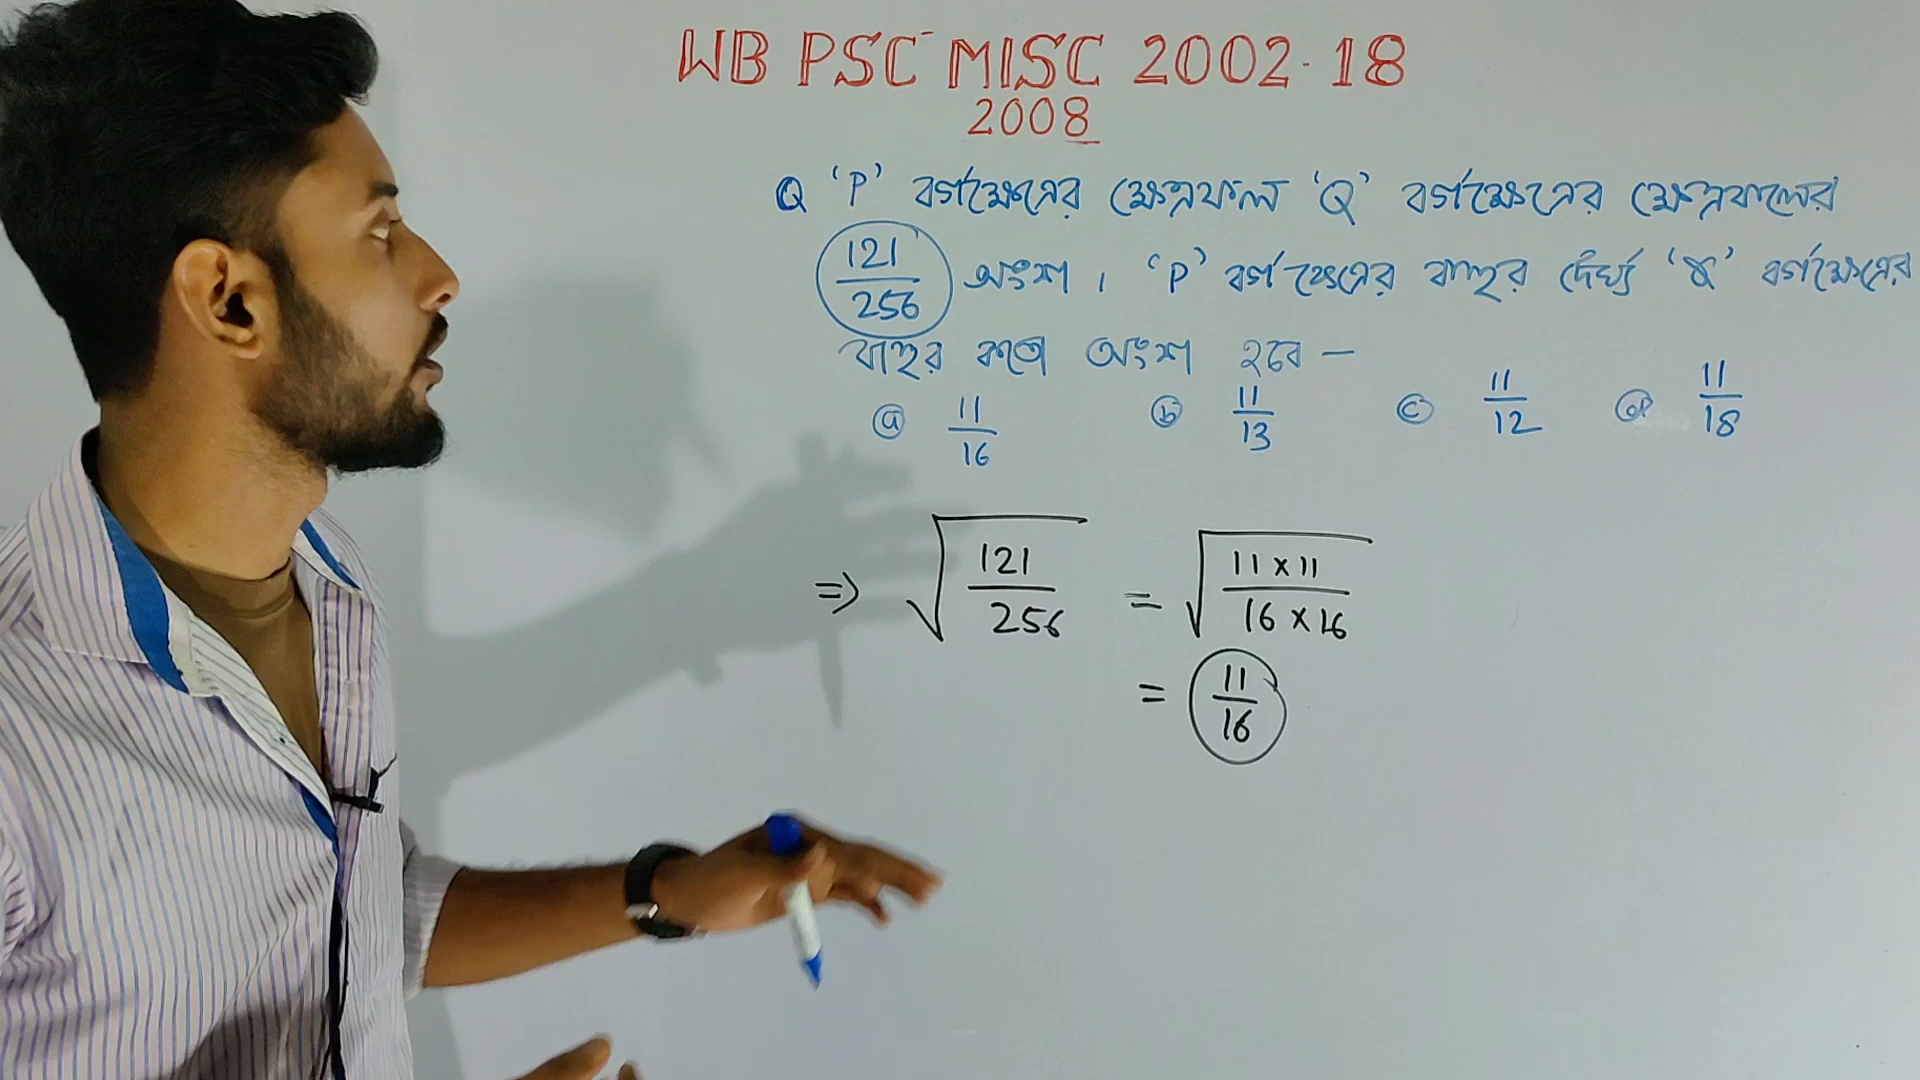 WB PSC MISC 2002-18
2008
Q 'P' বর্গক্ষেত্রের ক্ষেত্রফল 'Q' বর্গক্ষেত্রের ক্ষেত্রফলের
121/256 অংশ। 'P' বর্গক্ষেত্রের বাহুর দৈর্ঘ্য 'Q' বর্গক্ষেত্রের
বাহুর কত অংশ হবে —
ⓐ 11/16 ⓑ 11/13 ⓒ 11/12 ⓓ 11/18
⇒ √(121/256) = √((11×11)/(16×16))
= 11/16